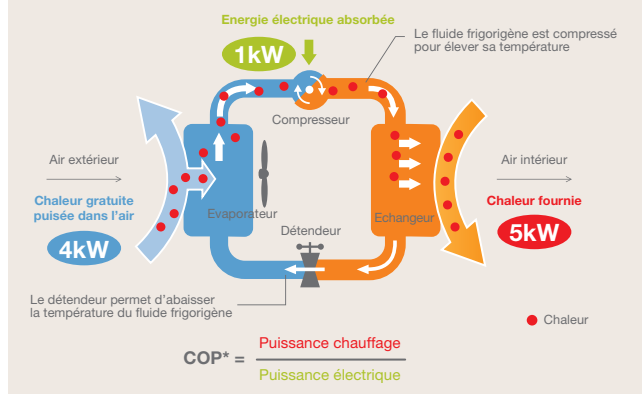 Energie électrique absorbée
1kW
Le fluide frigorigène est compressé
pour élever sa température
Compresseur
Air extérieur
Air intérieur
Chaleur gratuite
puisée dans l'air
4kW
Evaporateur
Echangeur
Chaleur fournie
5kW
Détendeur
Le détendeur permet d'abaisser
la température du fluide frigorigène
Chaleur
COP* =
Puissance chauffage
Puissance électrique